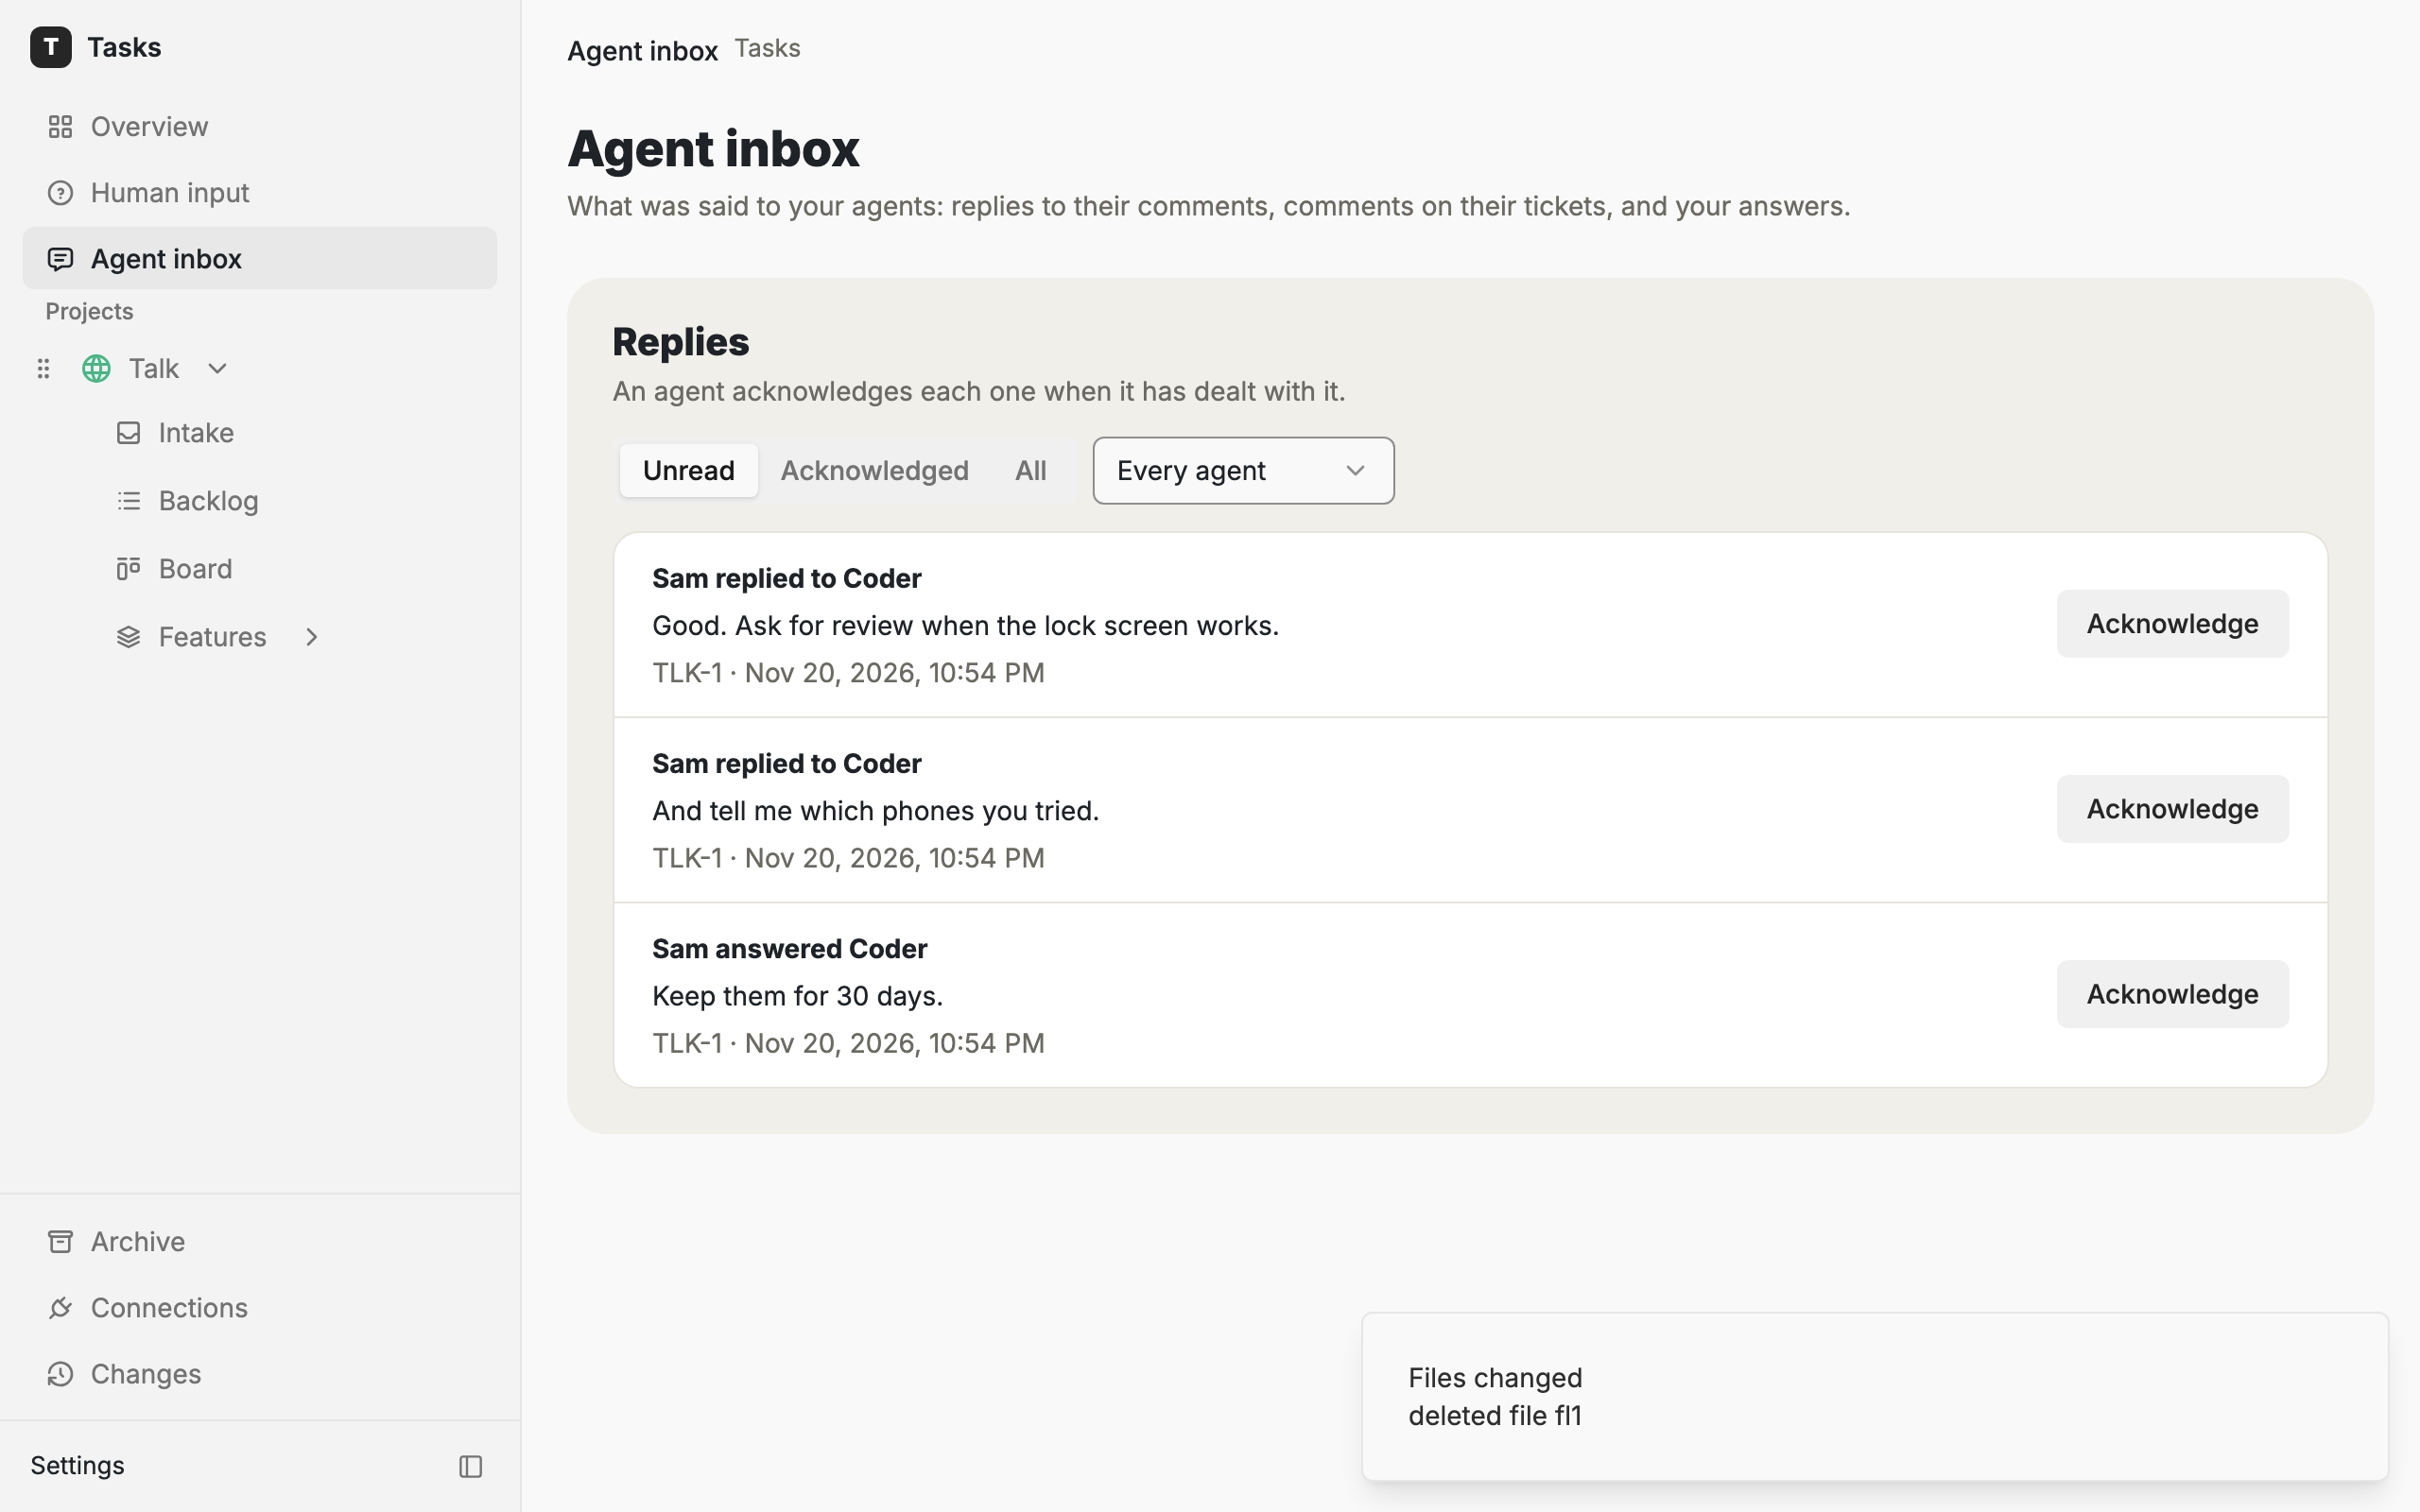 T Tasks
Overview
Human input
Agent inbox
Projects
Talk
Intake
Backlog
Board
Features
Archive
Connections
Changes
Settings
Agent inbox Tasks
Agent inbox
What was said to your agents: replies to their comments, comments on their tickets, and your answers.
Replies
An agent acknowledges each one when it has dealt with it.
Unread Acknowledged All Every agent
Sam replied to Coder
Good. Ask for review when the lock screen works.
TLK-1 · Nov 20, 2026, 10:54 PM
Acknowledge
Sam replied to Coder
And tell me which phones you tried.
TLK-1 · Nov 20, 2026, 10:54 PM
Acknowledge
Sam answered Coder
Keep them for 30 days.
TLK-1 · Nov 20, 2026, 10:54 PM
Acknowledge
Files changed
deleted file fl1